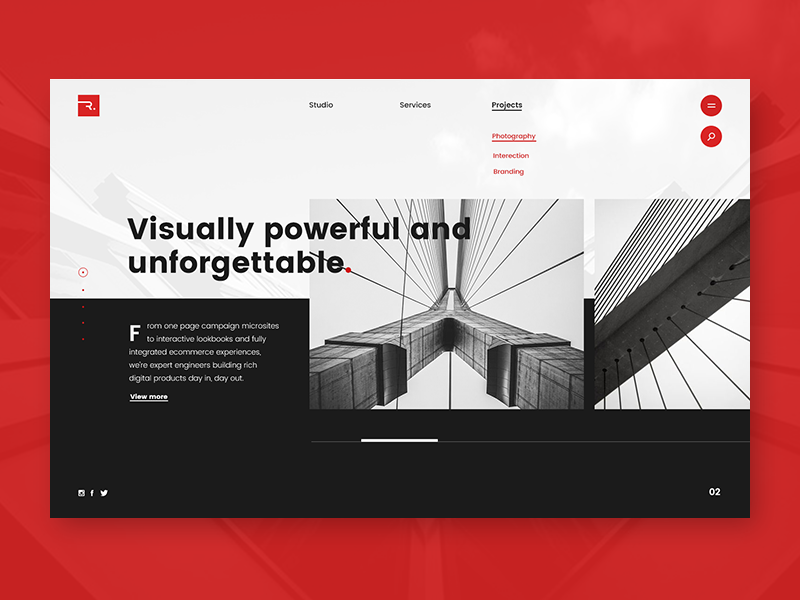 R.
Studio
Services
Projects
Photography
Interection
Branding
Visually powerful and
unforgettable.
From one page campaign microsites
to interactive lookbooks and fully
integrated ecommerce experiences,
we're expert engineers building rich
digital products day in, day out.
View more
02